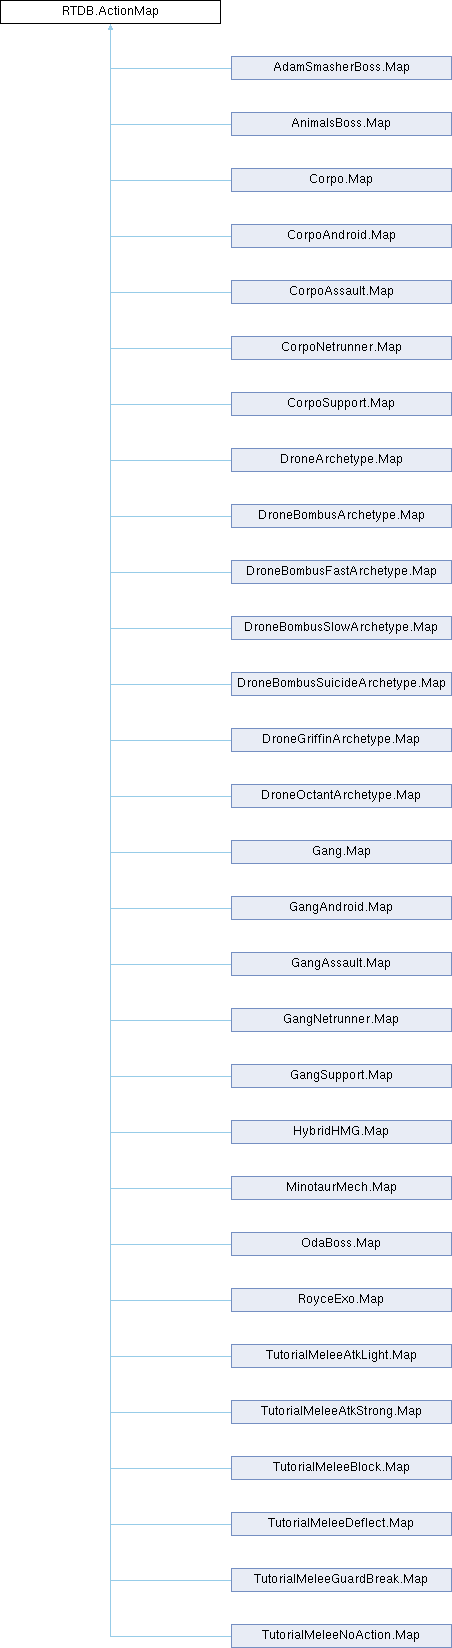 RTDB.ActionMap
AdamSmasherBoss.Map
AnimalsBoss.Map
Corpo.Map
CorpoAndroid.Map
CorpoAssault.Map
CorpoNetrunner.Map
CorpoSupport.Map
DroneArchetype.Map
DroneBombusArchetype.Map
DroneBombusFastArchetype.Map
DroneBombusSlowArchetype.Map
DroneBombusSuicideArchetype.Map
DroneGriffinArchetype.Map
DroneOctantArchetype.Map
Gang.Map
GangAndroid.Map
GangAssault.Map
GangNetrunner.Map
GangSupport.Map
HybridHMG.Map
MinotaurMech.Map
OdaBoss.Map
RoyceExo.Map
TutorialMeleeAtkLight.Map
TutorialMeleeAtkStrong.Map
TutorialMeleeBlock.Map
TutorialMeleeDeflect.Map
TutorialMeleeGuardBreak.Map
TutorialMeleeNoAction.Map